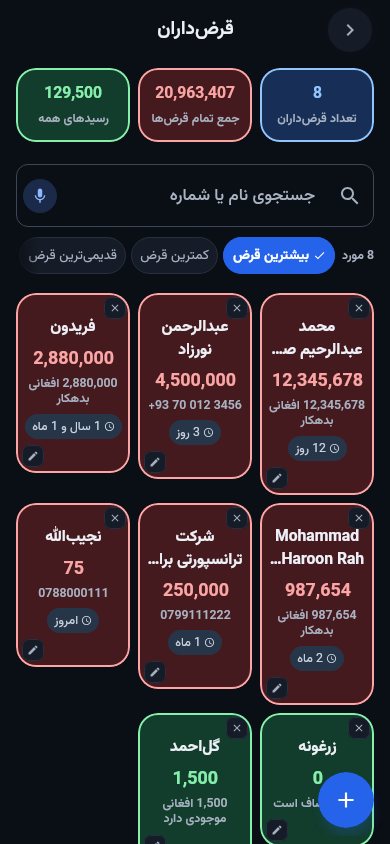 قرض‌داران
8
تعداد قرض‌داران
20,963,407
جمع تمام قرض‌ها
129,500
رسیدهای همه
جستجوی نام یا شماره
8 مورد
بیشترین قرض
کمترین قرض
قدیمی‌ترین قرض
محمد
عبدالرحیم صـ...
12,345,678
12,345,678 افغانی
بدهکار
12 روز
عبدالرحمن
نورزاد
4,500,000
+93 70 012 3456
3 روز
فریدون
2,880,000
2,880,000 افغانی
بدهکار
1 سال و 1 ماه
Mohammad
Haroon Rah...
987,654
987,654 افغانی
بدهکار
2 ماه
شرکت
ترانسپورتی برا...
250,000
0799111222
1 ماه
نجیب‌الله
75
0788000111
امروز
زرغونه
0
است
گل‌احمد
1,500
1,500 افغانی
موجودی دارد